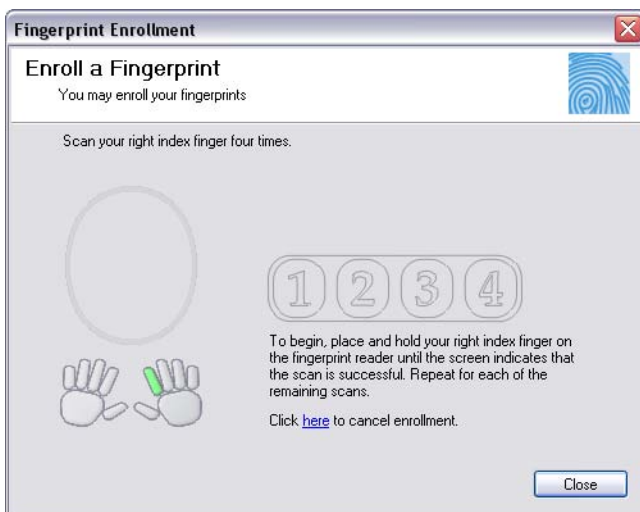 Fingerprint Enrollment
Enroll a Fingerprint
You may enroll your fingerprints
Scan your right index finger four times.
1 2 3 4
To begin, place and hold your right index finger on
the fingerprint reader until the screen indicates that
the scan is successful. Repeat for each of the
remaining scans.
Click here to cancel enrollment.
Close